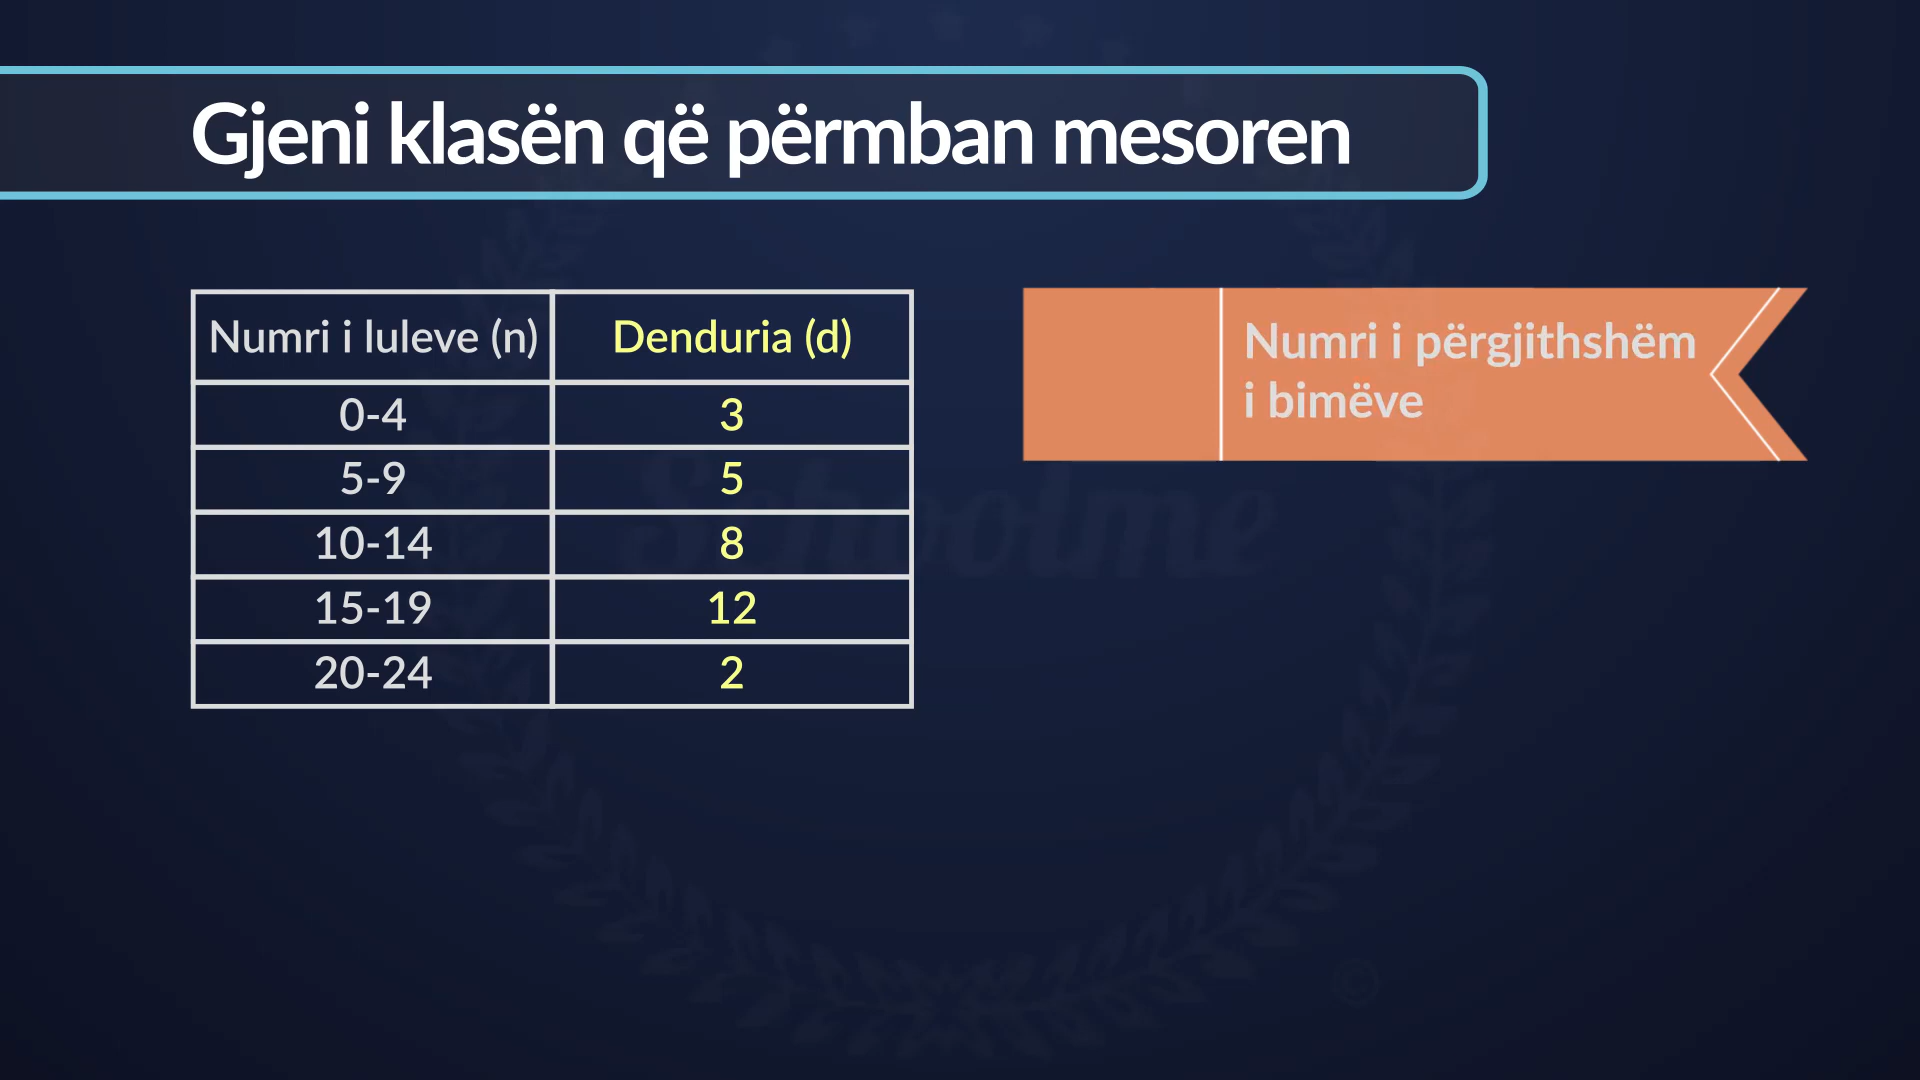 Gjeni klasën që përmban mesoren
Numri i luleve (n) Denduria (d)
0-4 3
5-9 5
10-14 8
15-19 12
20-24 2
Numri i përgjithshëm
i bimëve
Schoolme
©